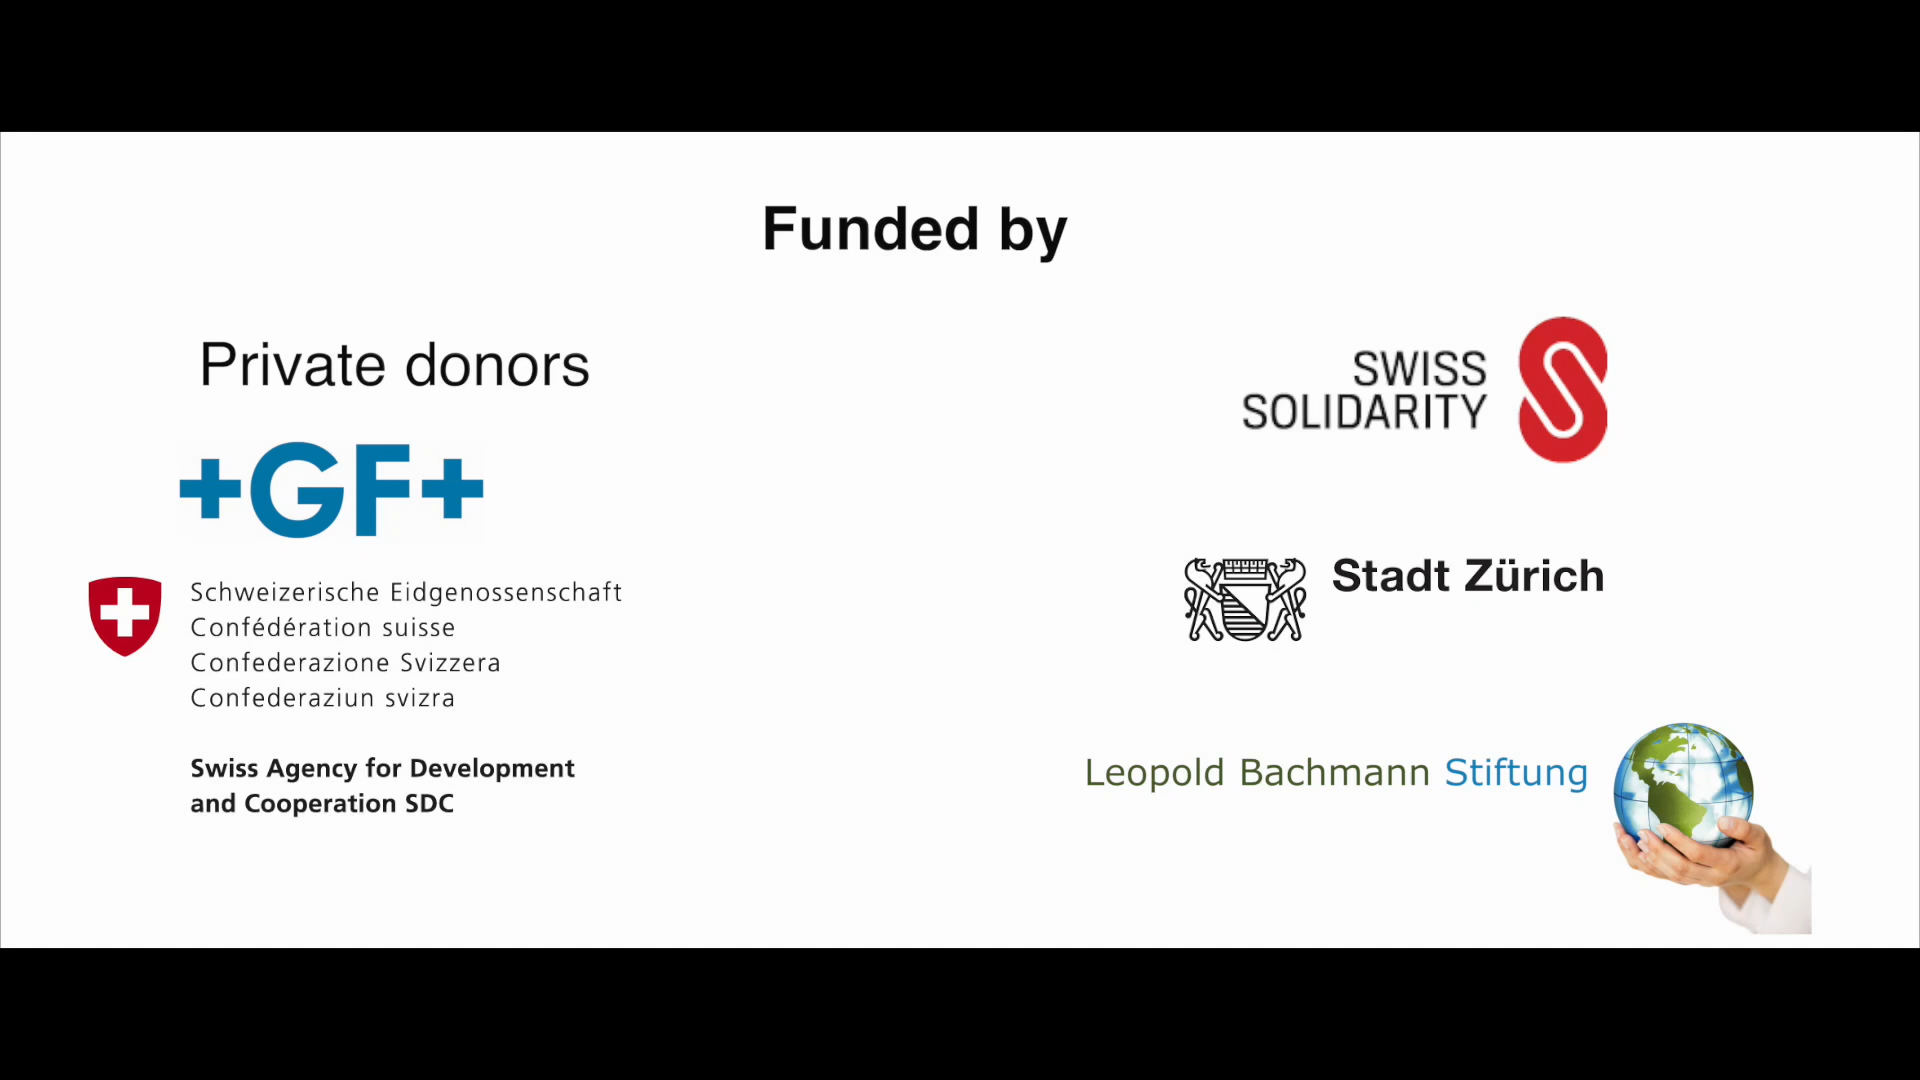 Funded by
Private donors
+GF+
Schweizerische Eidgenossenschaft
Confédération suisse
Confederazione Svizzera
Confederaziun svizra
Swiss Agency for Development
and Cooperation SDC
SWISS
SOLIDARITY
Stadt Zürich
Leopold Bachmann Stiftung